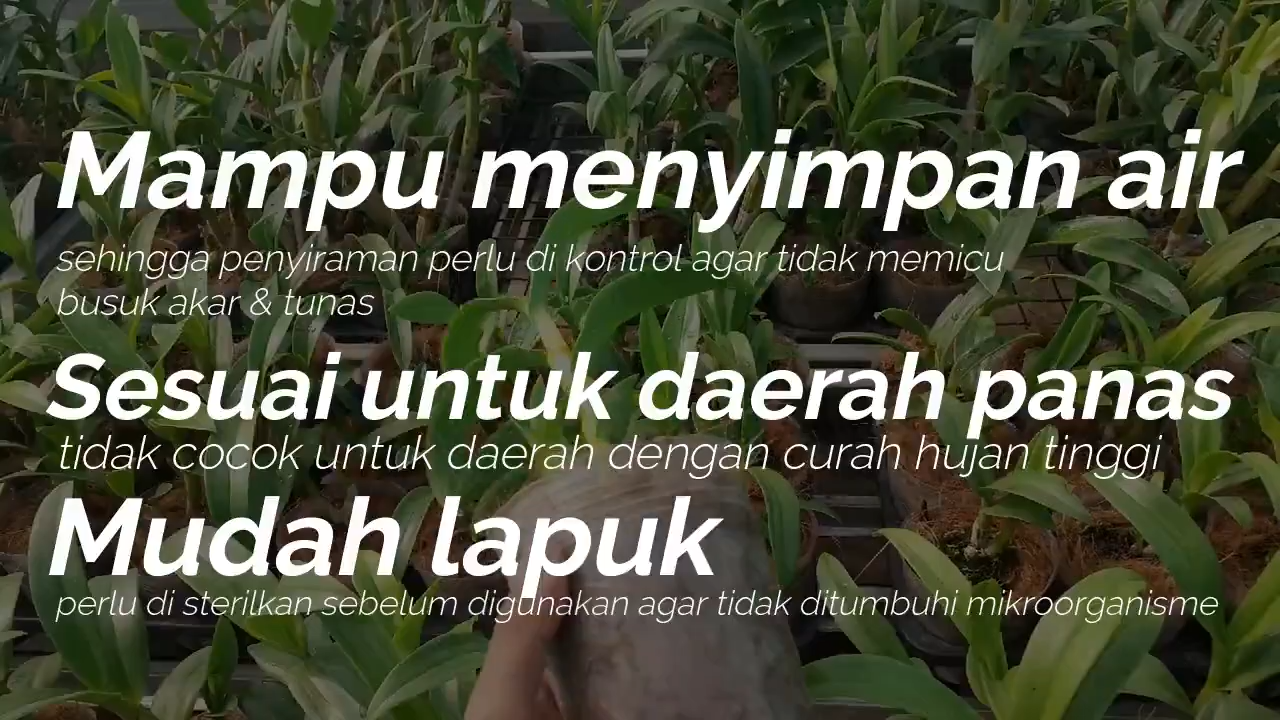 Mampu menyimpan air
sehingga penyiraman perlu di kontrol agar tidak memicu
busuk akar & tunas
Sesuai untuk daerah panas
tidak cocok untuk daerah dengan curah hujan tinggi
Mudah lapuk
perlu di sterilkan sebelum digunakan agar tidak ditumbuhi mikroorganisme